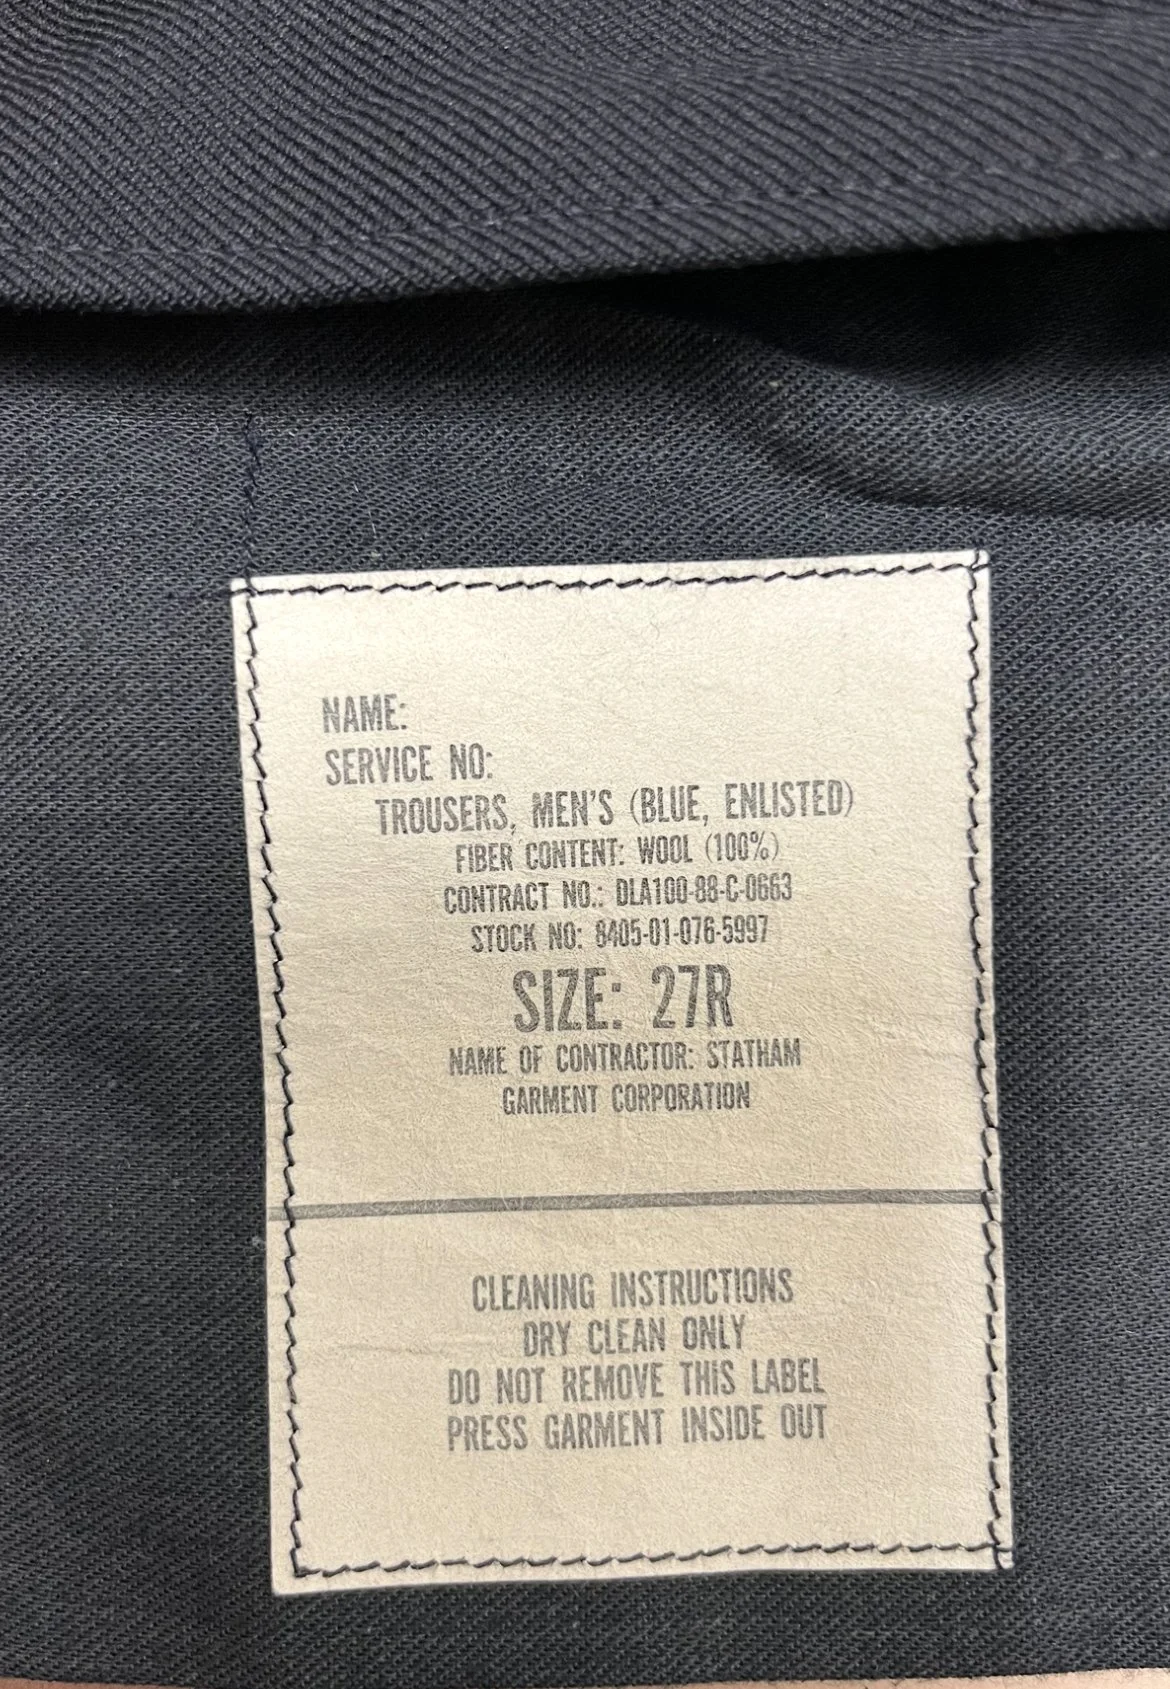 NAME:
SERVICE NO:
TROUSERS, MEN'S (BLUE, ENLISTED)
FIBER CONTENT: WOOL (100%)
CONTRACT NO.: DLA100-88-C-0663
STOCK NO: 8405-01-076-5997
SIZE: 27R
NAME OF CONTRACTOR: STATHAM
GARMENT CORPORATION
CLEANING INSTRUCTIONS
DRY CLEAN ONLY
DO NOT REMOVE THIS LABEL
PRESS GARMENT INSIDE OUT